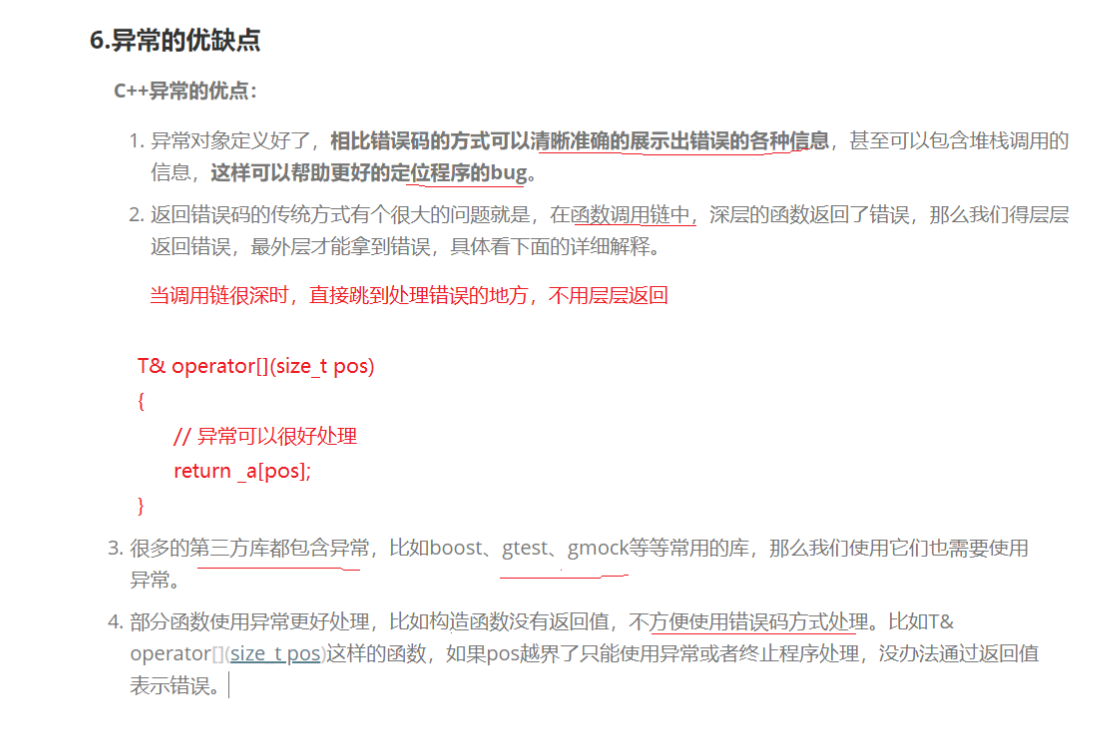 6.异常的优缺点
C++异常的优点：
1. 异常对象定义好了，相比错误码的方式可以清晰准确的展示出错误的各种信息，甚至可以包含堆栈调用的
信息，这样可以帮助更好的定位程序的bug。
2. 返回错误码的传统方式有个很大的问题就是，在函数调用链中，深层的函数返回了错误，那么我们得层层
返回错误，最外层才能拿到错误，具体看下面的详细解释。
当调用链很深时，直接跳到处理错误的地方，不用层层返回
T& operator[](size_t pos)
{
// 异常可以很好处理
return _a[pos];
}
3. 很多的第三方库都包含异常，比如boost、gtest、gmock等等常用的库，那么我们使用它们也需要使用
异常。
4. 部分函数使用异常更好处理，比如构造函数没有返回值，不方便使用错误码方式处理。比如T&
operator[](size_t pos)这样的函数，如果pos越界了只能使用异常或者终止程序处理，没办法通过返回值
表示错误。